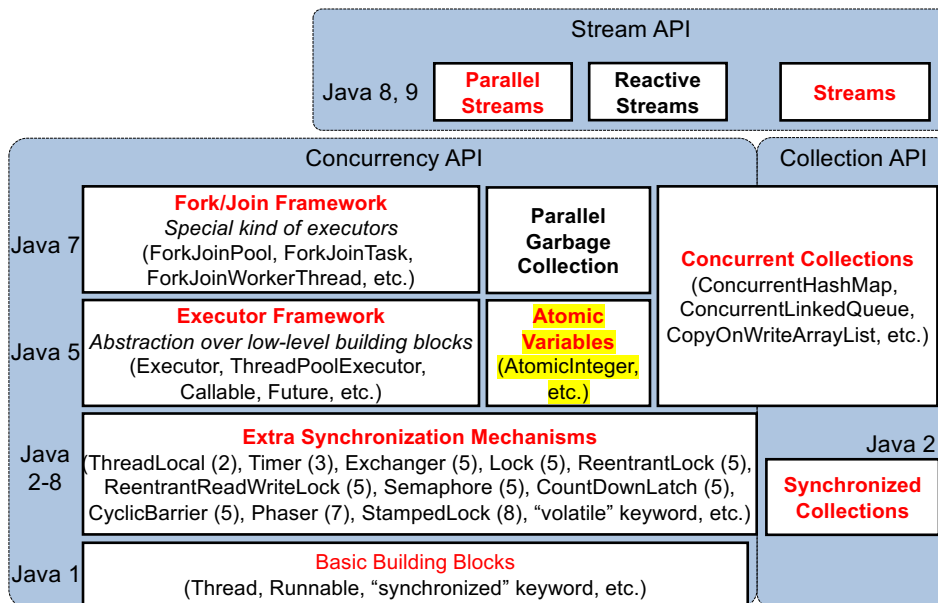 Stream API
Java 8, 9
Parallel
Streams
Reactive
Streams
Streams
Concurrency API
Collection API
Java 7
Fork/Join Framework
Special kind of executors
(ForkJoinPool, ForkJoinTask,
ForkJoinWorkerThread, etc.)
Parallel
Garbage
Collection
Concurrent Collections
(ConcurrentHashMap,
ConcurrentLinkedQueue,
CopyOnWriteArrayList, etc.)
Java 5
Executor Framework
Abstraction over low-level building blocks
(Executor, ThreadPoolExecutor,
Callable, Future, etc.)
Atomic
Variables
(AtomicInteger,
etc.)
Java
2-8
Extra Synchronization Mechanisms
(ThreadLocal (2), Timer (3), Exchanger (5), Lock (5), ReentrantLock (5),
ReentrantReadWriteLock (5), Semaphore (5), CountDownLatch (5),
CyclicBarrier (5), Phaser (7), StampedLock (8), “volatile” keyword, etc.)
Java 2
Synchronized
Collections
Java 1
Basic Building Blocks
(Thread, Runnable, “synchronized” keyword, etc.)